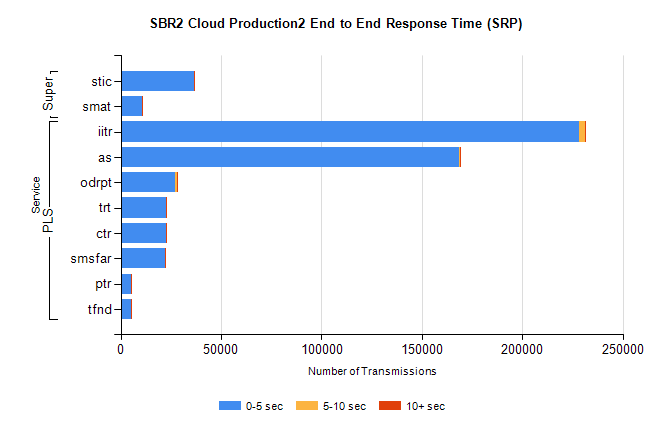 SBR2 Cloud Production2 End to End Response Time (SRP)
Super
stic
smat
Service
PLS
iitr
as
odrpt
trt
ctr
smsfar
ptr
tfnd
0 50000 100000 150000 200000 250000
Number of Transmissions
0-5 sec 5-10 sec 10+ sec